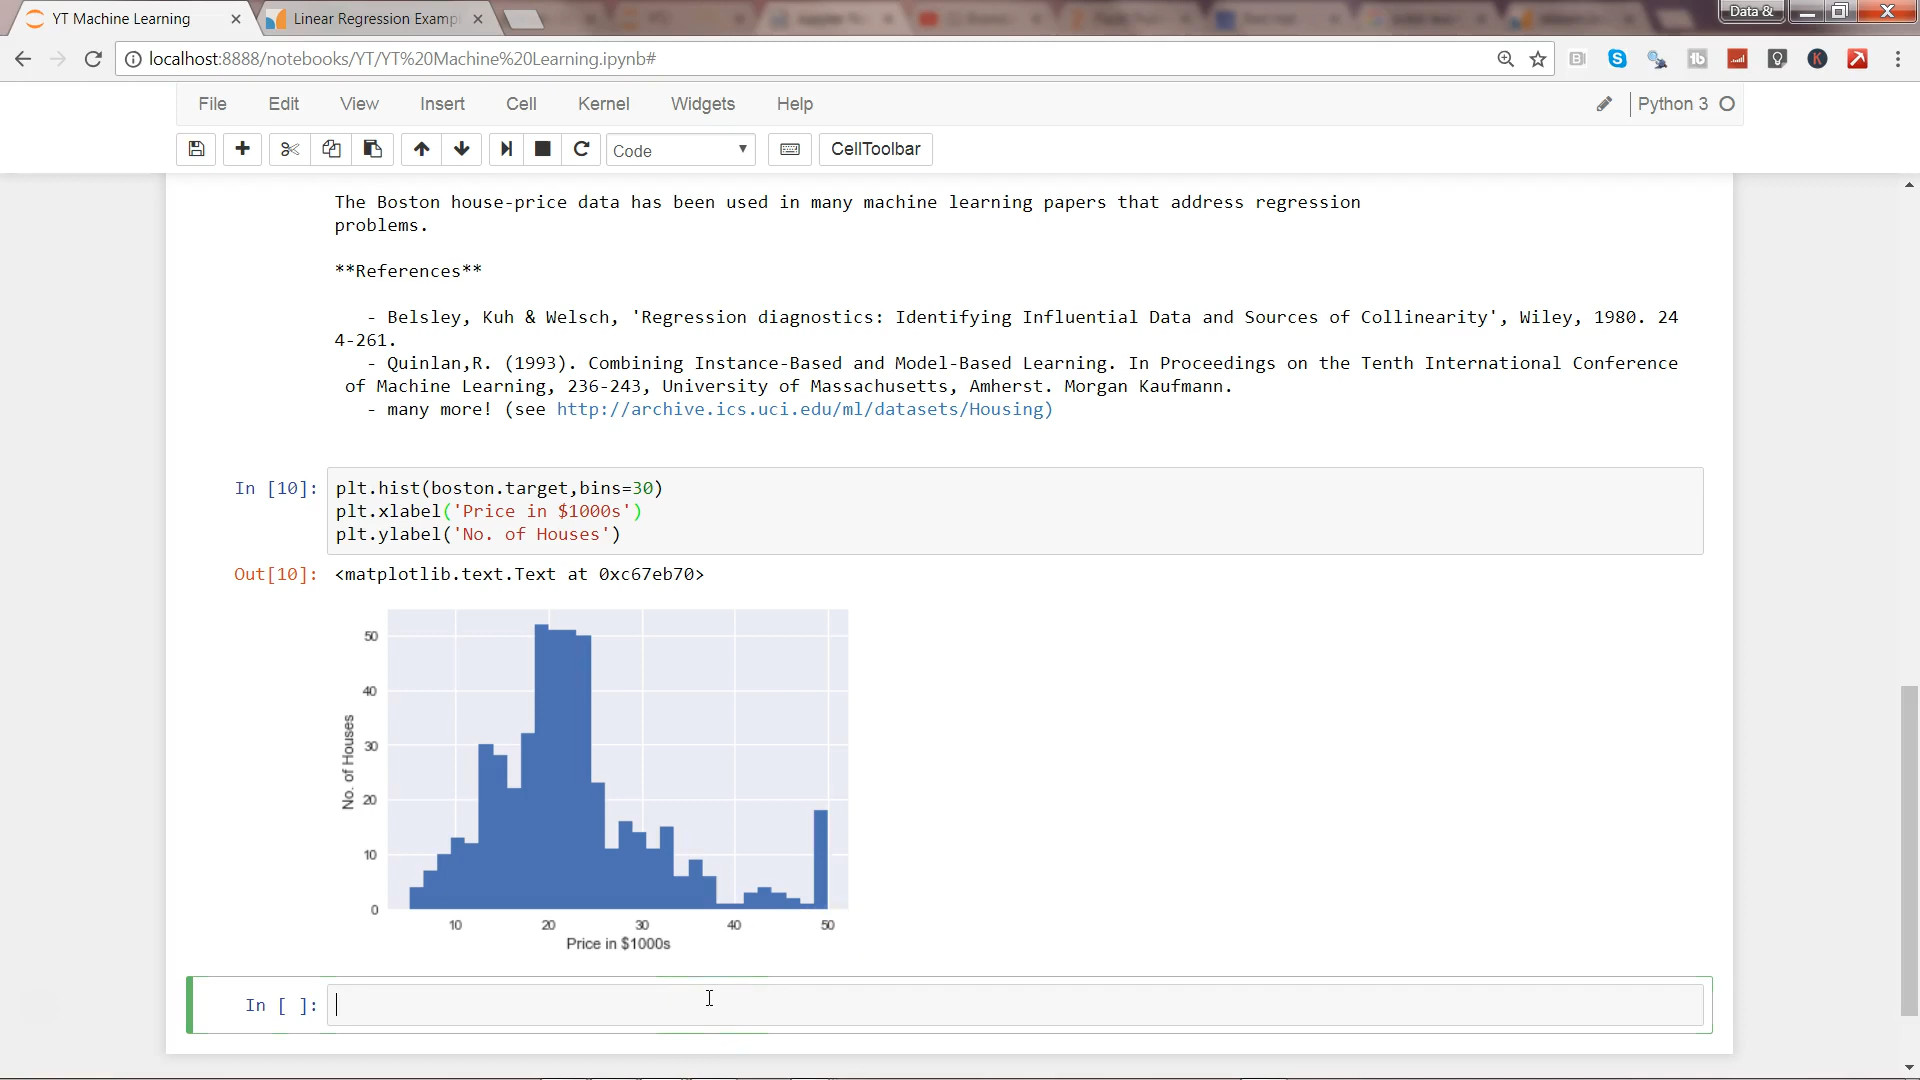 YT Machine Learning
Linear Regression Examp
Data &
localhost:8888/notebooks/YT/YT%20Machine%20Learning.ipynb#
File Edit View Insert Cell Kernel Widgets Help
Python 3
Code
CellToolbar
The Boston house-price data has been used in many machine learning papers that address regression
problems.
**References**
- Belsley, Kuh & Welsch, 'Regression diagnostics: Identifying Influential Data and Sources of Collinearity', Wiley, 1980. 24
4-261.
- Quinlan,R. (1993). Combining Instance-Based and Model-Based Learning. In Proceedings on the Tenth International Conference
of Machine Learning, 236-243, University of Massachusetts, Amherst. Morgan Kaufmann.
- many more! (see http://archive.ics.uci.edu/ml/datasets/Housing)
In [10]: plt.hist(boston.target,bins=30)
plt.xlabel('Price in $1000s')
plt.ylabel('No. of Houses')
Out[10]: <matplotlib.text.Text at 0xc67eb70>
50
40
30
20
10
0
No. of Houses
10 20 30 40 50
Price in $1000s
In [ ]: